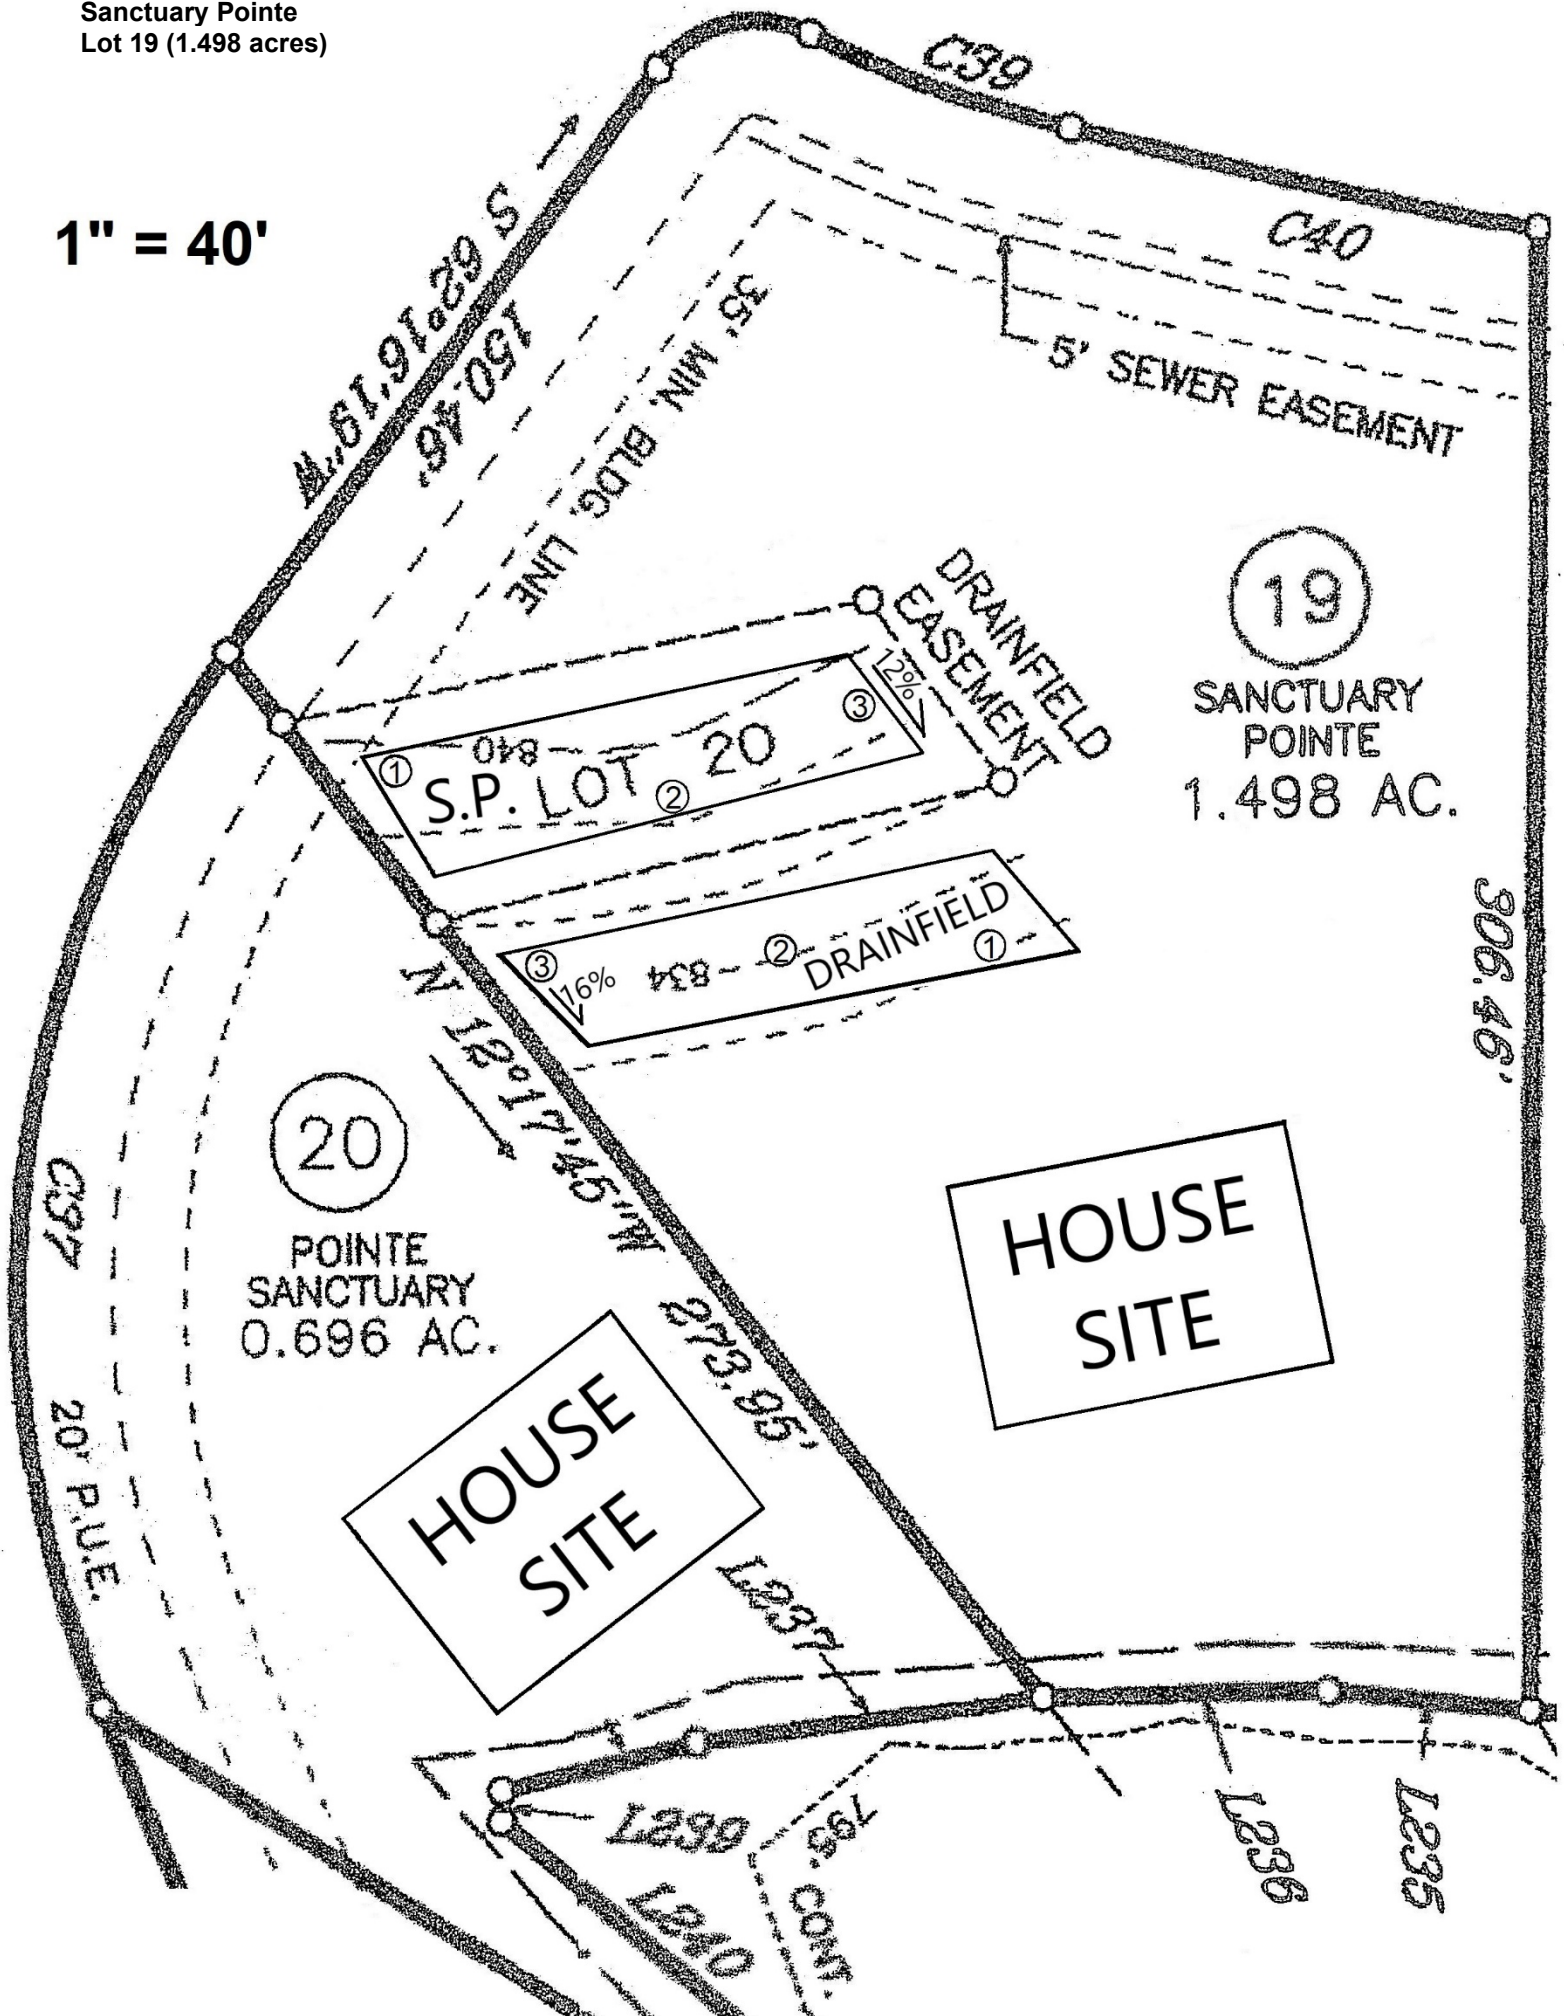 Sanctuary Pointe
Lot 19 (1.498 acres)
1" = 40'
C39
C40
S 62°16'19"W
150.46'
35' MIN. BLDG. LINE
5' SEWER EASEMENT
DRAINFIELD
EASEMENT
19
SANCTUARY
POINTE
1.498 AC.
12%
840
S.P. LOT 20
1
2
3
3
2
1
16%
834
DRAINFIELD
306.46'
N 12°17'45"W
273.95'
20
POINTE
SANCTUARY
0.696 AC.
C37
20' P.U.E.
HOUSE
SITE
HOUSE
SITE
L237
L239
L240
795' CONT.
L236
L235